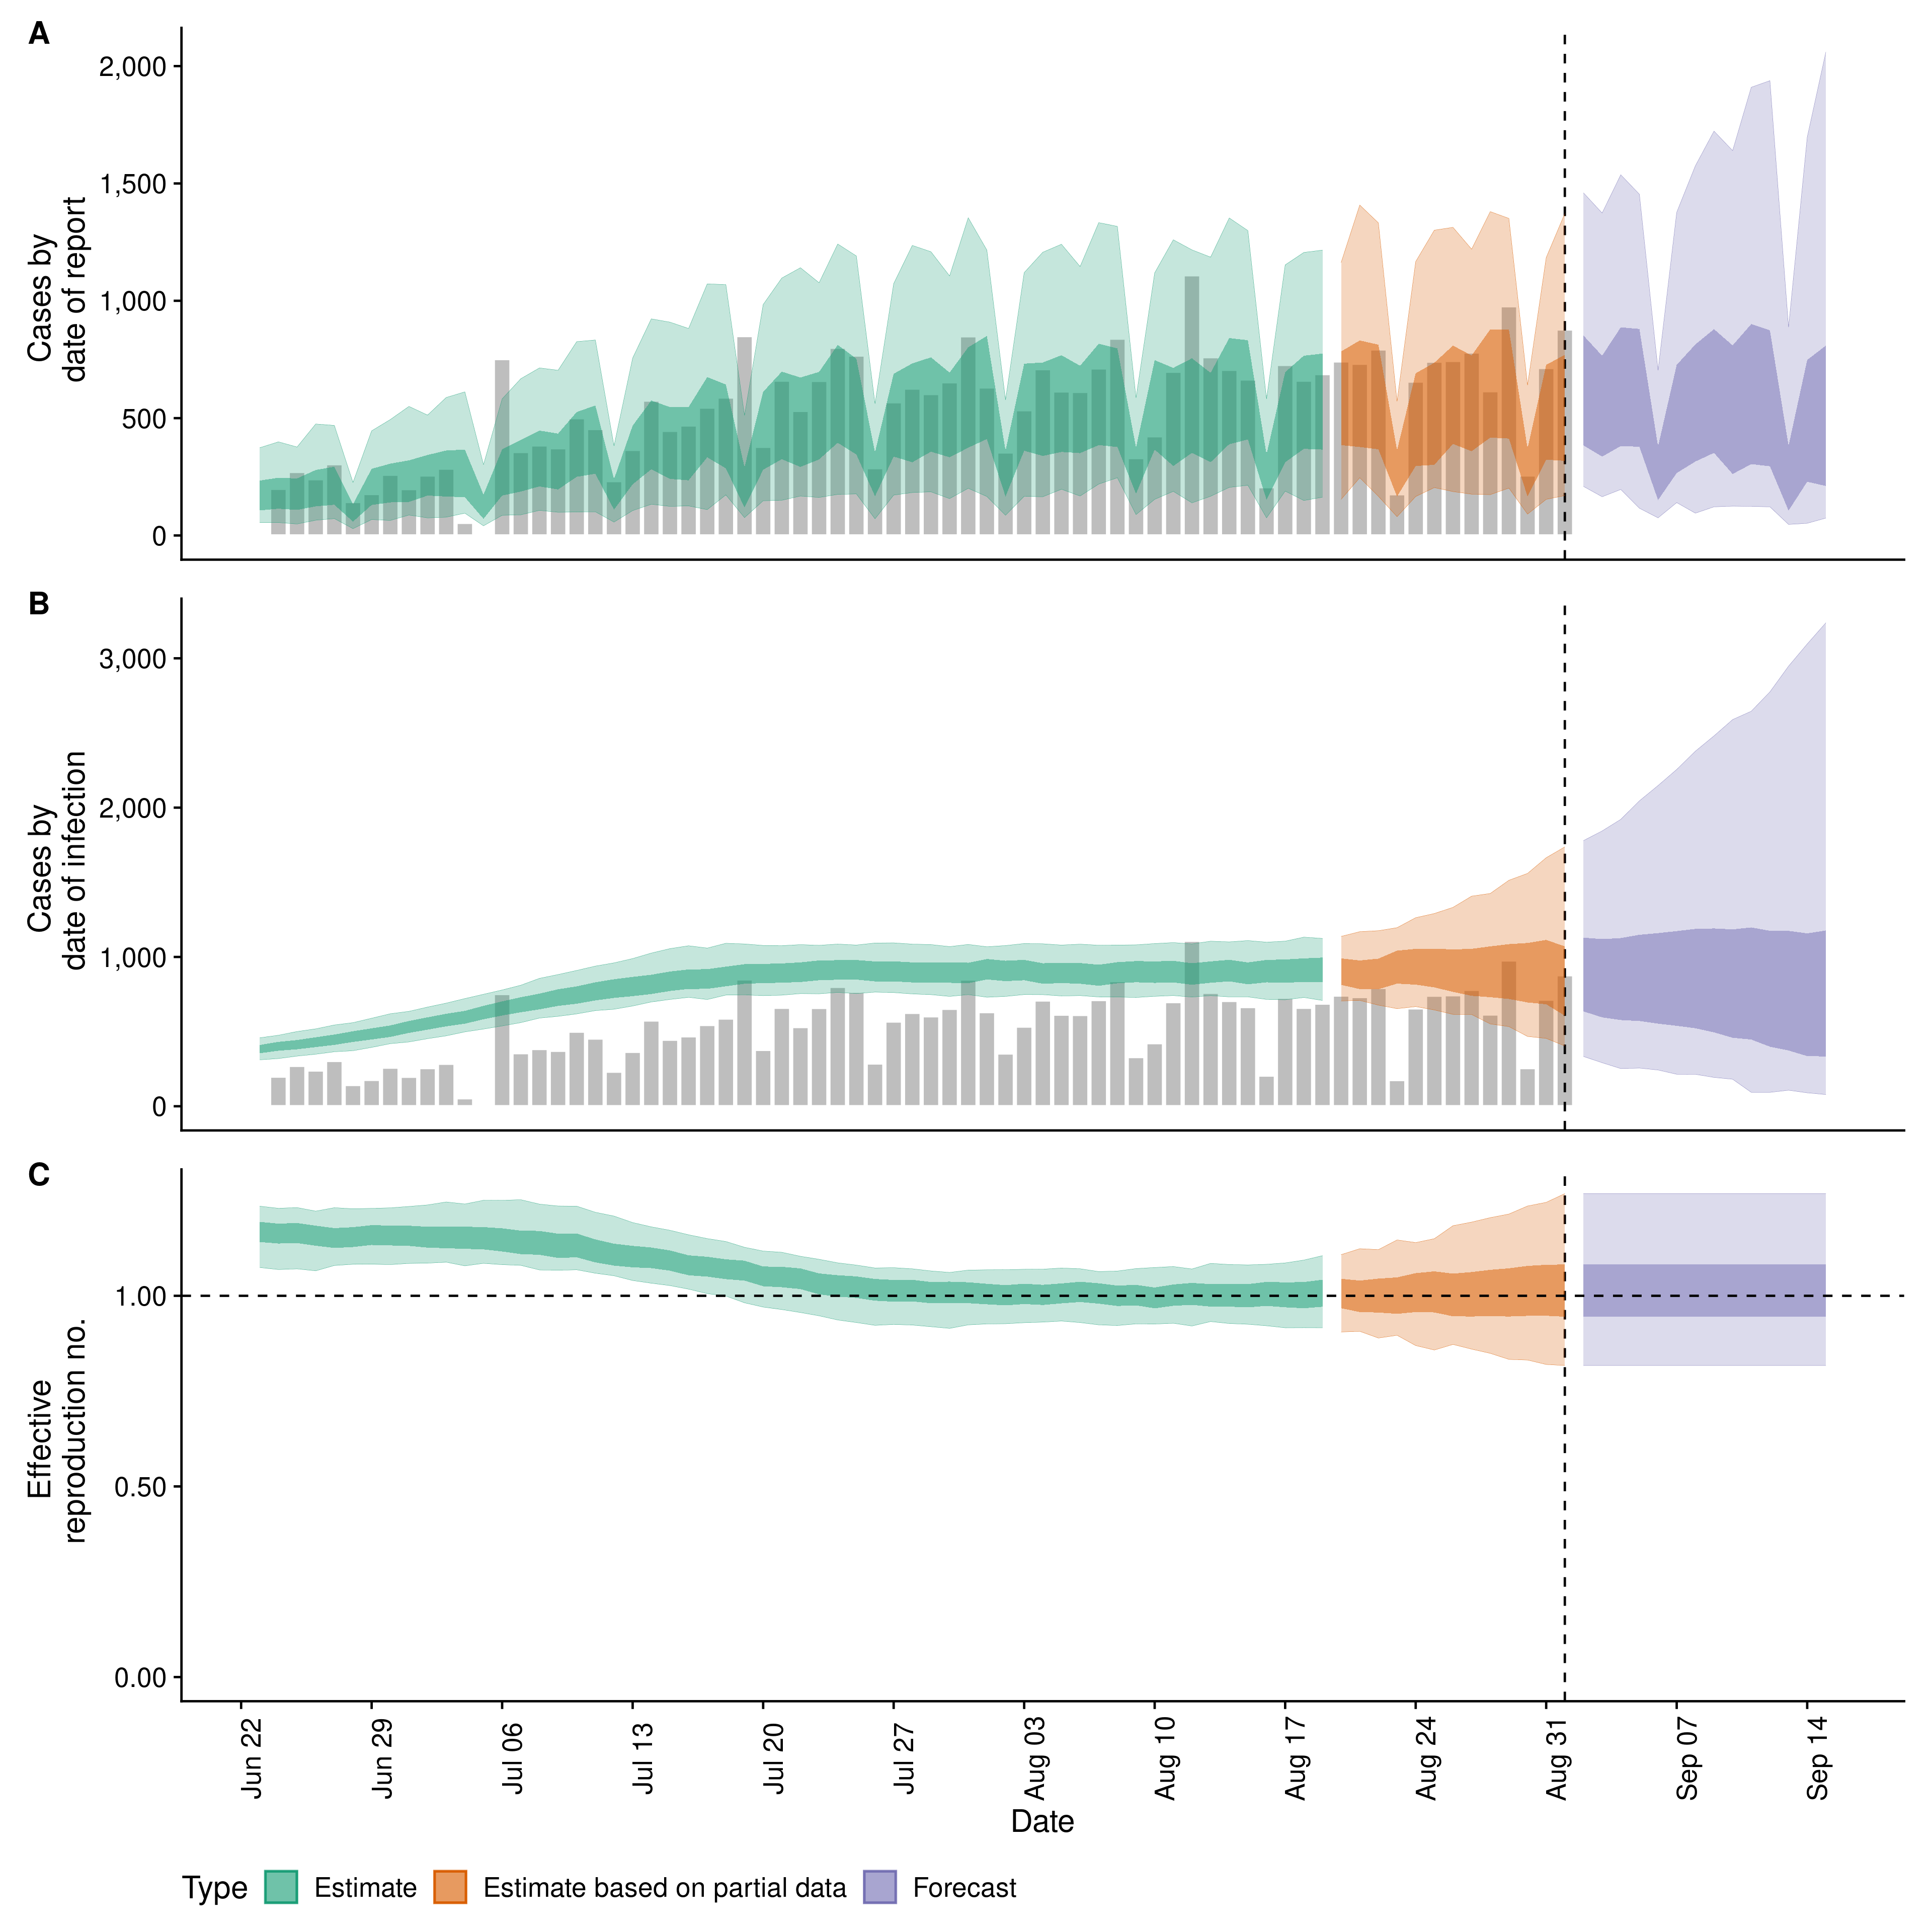 A
2,000
1,500
1,000
500
0
Cases by
date of report
B
3,000
2,000
1,000
0
Cases by
date of infection
C
1.00
0.50
0.00
Effective
reproduction no.
Jun 22
Jun 29
Jul 06
Jul 13
Jul 20
Jul 27
Aug 03
Aug 10
Aug 17
Aug 24
Aug 31
Sep 07
Sep 14
Date
Type Estimate Estimate based on partial data Forecast